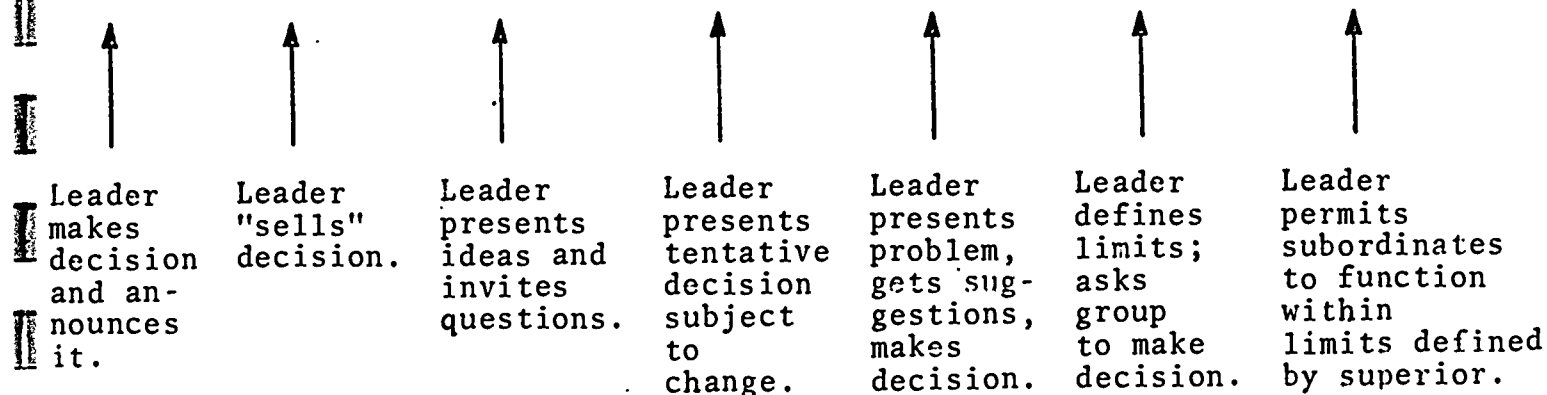 Leader
makes
decision
and an-
nounces
it.
Leader
"sells"
decision.
Leader
presents
ideas and
invites
questions.
Leader
presents
tentative
decision
subject
to
change.
Leader
presents
problem,
gets sug-
gestions,
makes
decision.
Leader
defines
limits;
asks
group
to make
decision.
Leader
permits
subordinates
to function
within
limits defined
by superior.